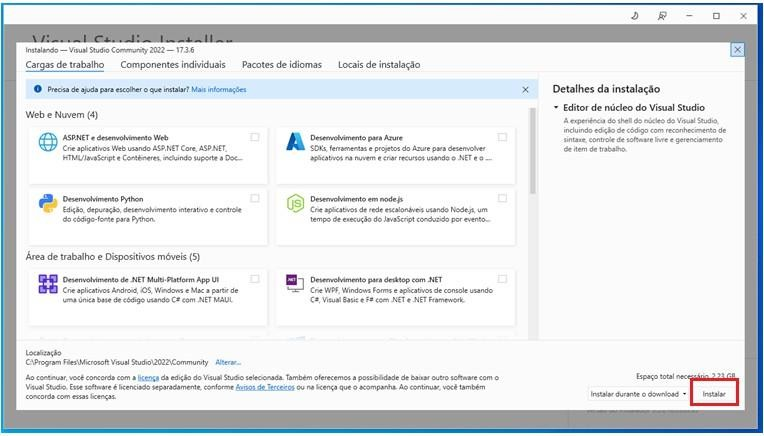 Visual Studio Installer
Instalando — Visual Studio Community 2022 — 17.3.6
Cargas de trabalho Componentes individuais Pacotes de idiomas Locais de instalação
Precisa de ajuda para escolher o que instalar? Mais informações
Web e Nuvem (4)
ASP.NET e desenvolvimento Web
Crie aplicativos Web usando ASP.NET Core, ASP.NET,
HTML/JavaScript e Contêineres, incluindo suporte a Doc...
Desenvolvimento para Azure
SDKs, ferramentas e projetos do Azure para desenvolver
aplicativos na nuvem e criar recursos usando o .NET e o ....
Desenvolvimento Python
Edição, depuração, desenvolvimento interativo e controle
do código-fonte para Python.
Desenvolvimento em node.js
Crie aplicativos de rede escalonáveis usando Node.js, um
tempo de execução do JavaScript conduzido por evento...
Área de trabalho e Dispositivos móveis (5)
Desenvolvimento de .NET Multi-Platform App UI
Crie aplicativos Android, iOS, Windows e Mac a partir de
uma única base de código usando C# com .NET MAUI.
.NET
Desenvolvimento para desktop com .NET
Crie WPF, Windows Forms e aplicativos de console usando
C#, Visual Basic e F# com .NET e .NET Framework.
Detalhes da instalação
Editor de núcleo do Visual Studio
A experiência do shell do núcleo do Visual Studio,
incluindo edição de código com reconhecimento de
sintaxe, controle de software livre e gerenciamento
de item de trabalho.
Localização
C:\Program Files\Microsoft Visual Studio\2022\Community Alterar...
Ao continuar, você concorda com a licença da edição do Visual Studio selecionada. Também oferecemos a possibilidade de baixar outro software com o
Visual Studio. Esse software é licenciado separadamente, conforme Avisos de Terceiros ou na licença que o acompanha. Ao continuar, você também
concorda com essas licenças.
Espaço total necessário 2,23 GB
Instalar durante o download Instalar